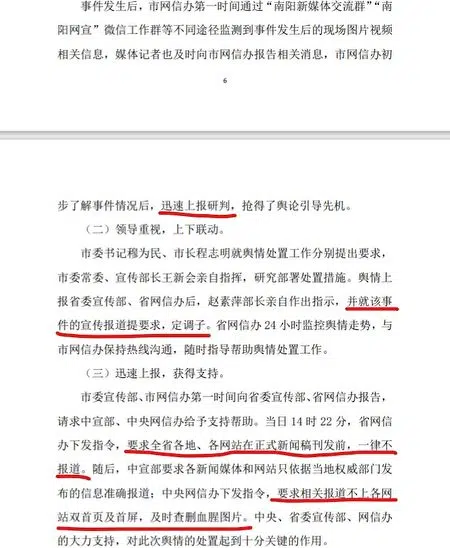 事件发生后，市网信办第一时间通过“南阳新媒体交流群”“南
阳网宣”微信工作群等不同途径监测到事件发生后的现场图片视频
相关信息，媒体记者也及时向市网信办报告相关消息，市网信办初
6
步了解事件情况后，迅速上报研判，抢得了舆论引导先机。
（二）领导重视，上下联动。
市委书记穆为民、市长程志明就舆情处置工作分别提出要求，
市委常委、宣传部长王新会亲自指挥，研究部署处置措施。舆情上
报省委宣传部、省网信办后，赵素萍部长亲自作出指示，并就该事
件的宣传报道提要求，定调子。省网信办 24 小时监控舆情走势，与
市网信办保持热线沟通，随时指导帮助舆情处置工作。
（三）迅速上报，获得支持。
市委宣传部、市网信办第一时间向省委宣传部、省网信办报告，
请求中宣部、中央网信办给予支持帮助。当日 14 时 22 分，省网信
办下发指令，要求全省各地、各网站在正式新闻稿刊发前，一律不
报道。随后，中宣部要求各新闻媒体和网站只依据当地权威部门发
布的信息准确报道；中央网信办下发指令，要求相关报道不上各网
站双首页及首屏，及时查删血腥图片。中央、省委宣传部、网信办
的大力支持，对此次舆情的处置起到十分关键的作用。